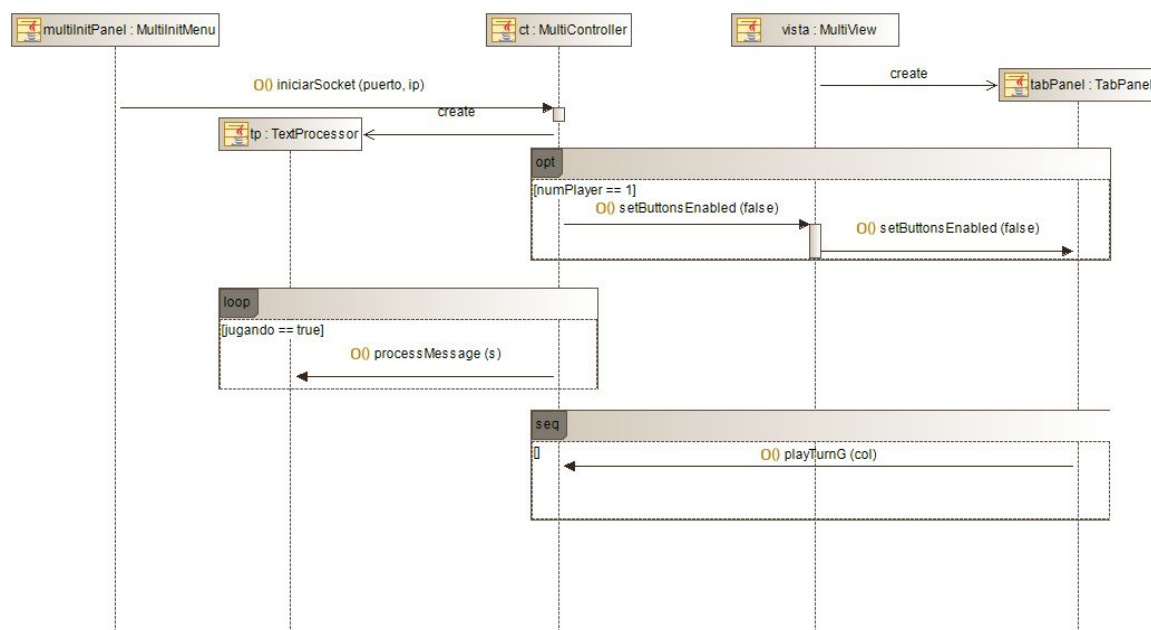 multiInitPanel : MultiInitMenu
ct : MultiController
vista : MultiView
create
tabPanel : TabPanel
O() iniciarSocket (puerto, ip)
create
tp : TextProcessor
opt
[numPlayer == 1]
O() setButtonsEnabled (false)
O() setButtonsEnabled (false)
loop
[jugando == true]
O() processMessage (s)
seq
[]
O() playTurnG (col)